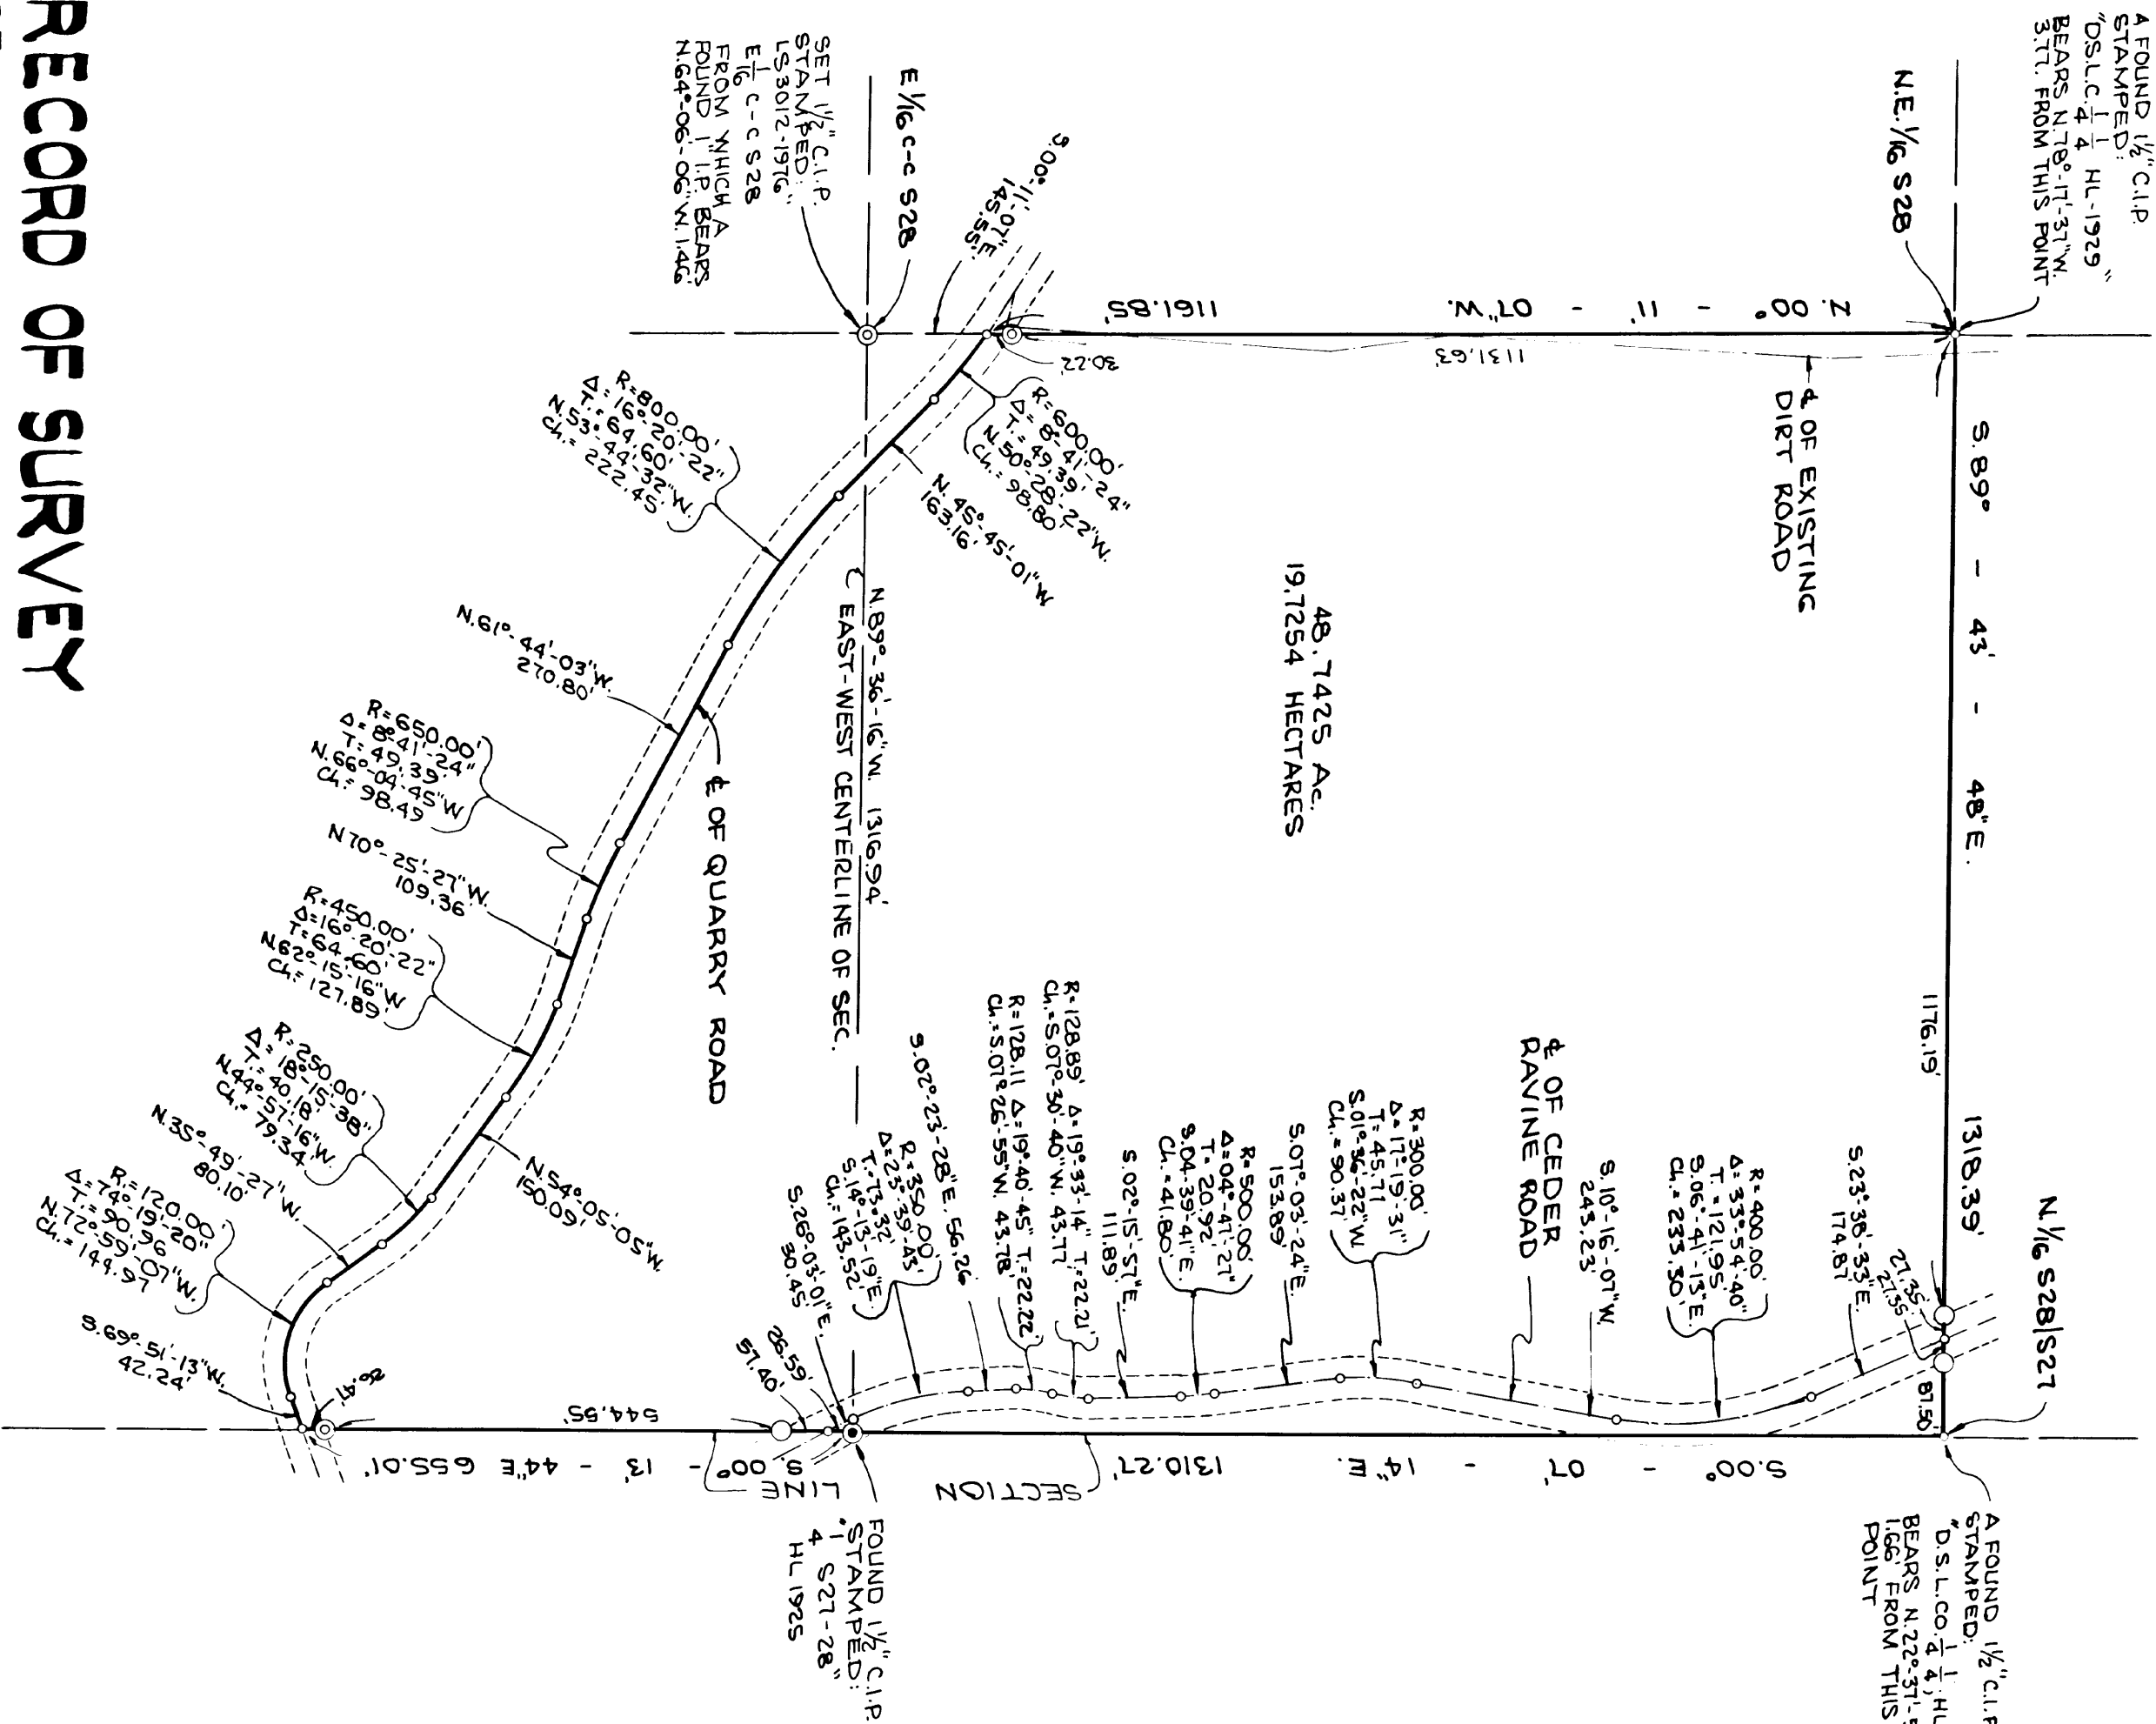 RECORD OF SURVEY
A FOUND 1½" C.I.P.
STAMPED:
"D.S.L.C. 1/4 1/4 HL-1929"
BEARS N.78°-17'-37"W.
3.77' FROM THIS POINT
N.E. 1/16 S28
E 1/16 C-C S28
SET 1½" C.I.P.
STAMPED:
LS3012-1976"
E 1/16 C-C S28
FROM WHICH A
FOUND 1" I.P. BEARS
N.64°-06'-06"W. 1.46'
S.00°-11'-07"E.
145.55'
N. 00° - 11' - 07"W.
1161.85'
1131.63'
30.22'
℄ OF EXISTING
DIRT ROAD
S. 89° - 43' - 48"E.
1318.39'
1176.19'
27.35'
27.35'
87.50'
N. 1/16 S28|S27
A FOUND 1½" C.I.P.
STAMPED:
"D.S.L.CO. 1/4 1/4, HL
BEARS N.22°-37'-
1.66' FROM THIS
POINT
48.7425 Ac.
19.7254 HECTARES
R=600.00'
Δ=8°-41'-24"
T.=49.39'
N.50°-28'-22"W.
Ch.=98.80'
N.45°-45'-01"W
163.16'
R=800.00'
Δ=16°-20'-22"
T.=64.60'
N.53°-44'-32"W.
Ch.=222.45'
N.89°-36'-16"W. 1316.94'
℄ EAST-WEST CENTERLINE OF SEC.
N.61°-44'-03"W.
270.80'
℄ OF QUARRY ROAD
R=650.00'
Δ=8°-41'-24"
T=49.39'
N.66°-04'-45"W
Ch.=98.49
N70°-25'-27"W.
109.36'
R=450.00'
Δ=16°-20'-22"
T=64.60'
N.62°-15'-16"W
Ch.=127.89'
N.54°-05'-05"W.
150.09'
R=250.00'
Δ=18°-15'-38"
T.=40.18'
N.44°-57'-16"W.
Ch.=79.34'
N.35°-49'-27"W.
80.10'
R.=120.00'
Δ=74°-19'-20"
T.=90.96
N.72°-59'-07"W.
Ch.=144.97
S.69°-51'-13"W.
42.24'
26.47'
S.23°-38'-33"E.
174.87'
R=400.00'
Δ=33°-54'-40"
T.=121.95
S.06°-41'-13"E.
Ch.=233.30'
S.10°-16'-07"W.
243.23'
℄ OF CEDER
RAVINE ROAD
R=300.00'
Δ=17°-19'-31"
T=45.71
S.01°-36'-22"W.
Ch.=90.37'
S.07°-03'-24"E.
153.89'
R=500.00'
Δ=04°-47'-27"
T=20.92'
S.04-39'-41"E.
Ch.=41.80'
S.02°-15'-57"E.
111.89'
R=128.89' Δ=19°-33'-14" T.=22.21'
Ch.=S.07°-30'-40"W. 43.77'
R=128.11 Δ=19°-40'-45" T.=22.22'
Ch.=S.07°26'-55"W. 43.78'
S.02°-23'-28"E. 56.26'
R=350.00'
Δ=23°-39'-43'
T.=73.32'
S.14°-13'-19"E.
Ch.=143.52'
S.26°-03'-01"E.
30.45'
26.59'
57.40'
544.55'
S.00° - 13' - 44"E 655.01'
SECTION LINE
S.00° - 07' - 14"E. 1310.27'
FOUND 1½" C.I.P.
STAMPED:
"1/4 S27-28"
HL 1925